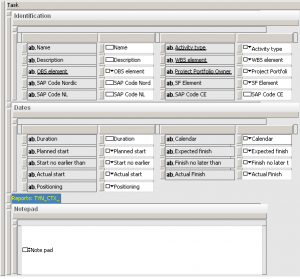 Task
Identification
ab Name Name ab Activity type Activity type
ab Description Description ab WBS element WBS element
ab OBS element OBS element ab Project Portfolio Owner Project Portfoli
ab SAP Code Nordic SAP Code Nord ab SF Element SF Element
ab SAP Code NL SAP Code NL ab SAP Code CE SAP Code CE
Dates
ab Duration Duration ab Calendar Calendar
ab Planned start Planned start ab Expected finish Expected finish
ab Start no earlier than Start no earlier ab Finish no later than Finish no later t
ab Actual start Actual start ab Actual Finish Actual Finish
ab Positioning Positioning
Reports: TYN_CTX_
Notepad
Note pad